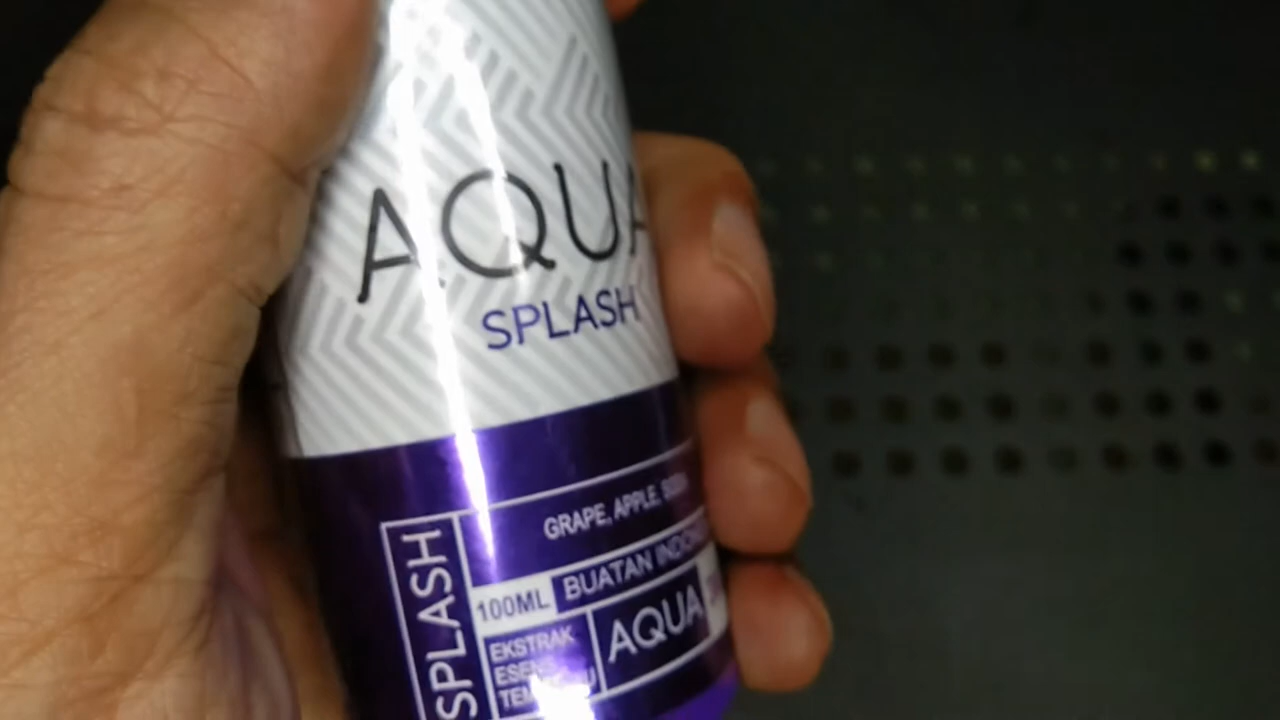 AQUA
SPLASH
GRAPE, APPLE,
SPLASH
100ML
BUATAN
AQUA
EKSTRAK